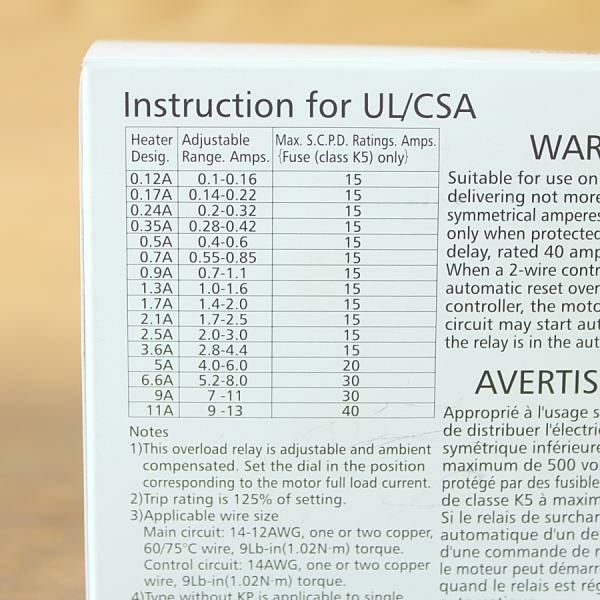 Instruction for UL/CSA
Heater Desig. Adjustable Range. Amps. Max. S.C.P.D. Ratings. Amps. {Fuse (class K5) only}
0.12A 0.1-0.16 15
0.17A 0.14-0.22 15
0.24A 0.2-0.32 15
0.35A 0.28-0.42 15
0.5A 0.4-0.6 15
0.7A 0.55-0.85 15
0.9A 0.7-1.1 15
1.3A 1.0-1.6 15
1.7A 1.4-2.0 15
2.1A 1.7-2.5 15
2.5A 2.0-3.0 15
3.6A 2.8-4.4 15
5A 4.0-6.0 20
6.6A 5.2-8.0 30
9A 7 -11 30
11A 9 -13 40
Notes
1)This overload relay is adjustable and ambient
compensated. Set the dial in the position
corresponding to the motor full load current.
2)Trip rating is 125% of setting.
3)Applicable wire size
Main circuit: 14-12AWG, one or two copper,
60/75°C wire, 9Lb-in(1.02N·m) torque.
Control circuit: 14AWG, one or two copper
wire, 9Lb-in(1.02N·m) torque.
4)Type without KP is applicable to single
WAR
Suitable for use on
delivering not more
symmetrical amperes
only when protected
delay, rated 40 amp
When a 2-wire contr
automatic reset over
controller, the moto
circuit may start aut
the relay is in the aut
AVERTIS
Approprié à l'usage s
de distribuer l'électri
symétrique inférieure
maximum de 500 vo
protégé par des fusible
de classe K5 à maxim
Si le relais de surchar
automatique d'un de
d'une commande de m
le moteur peut démarr
quand le relais est rég